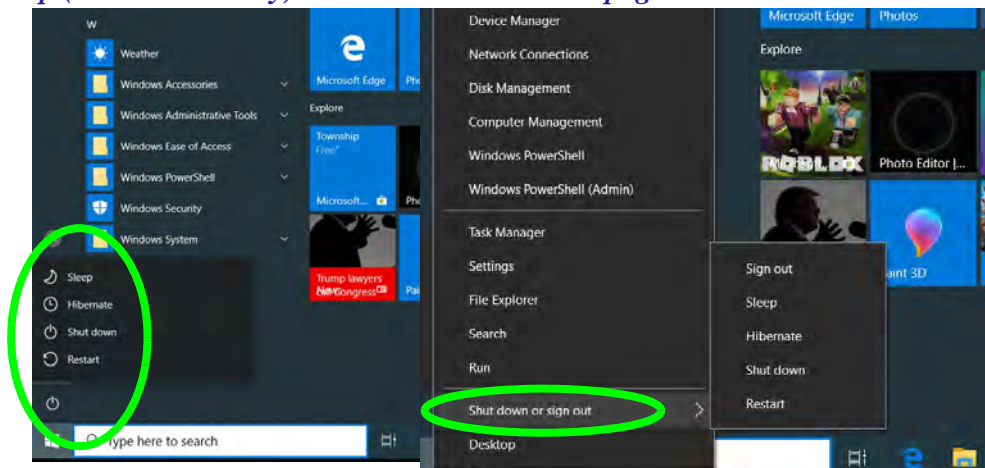 W
Weather
Windows Accessories
Windows Administrative Tools
Windows Ease of Access
Windows PowerShell
Windows Security
Windows System
Sleep
Hibernate
Shut down
Restart
Type here to search
Microsoft Edge
Explore
Township
Free
Microsoft...
Trump lawyers
Congress
Device Manager
Network Connections
Disk Management
Computer Management
Windows PowerShell
Windows PowerShell (Admin)
Task Manager
Settings
File Explorer
Search
Run
Shut down or sign out
Desktop
Sign out
Sleep
Hibernate
Shut down
Restart
Microsoft Edge
Photos
Explore
ROBLOX
Photo Editor |...
aint 3D